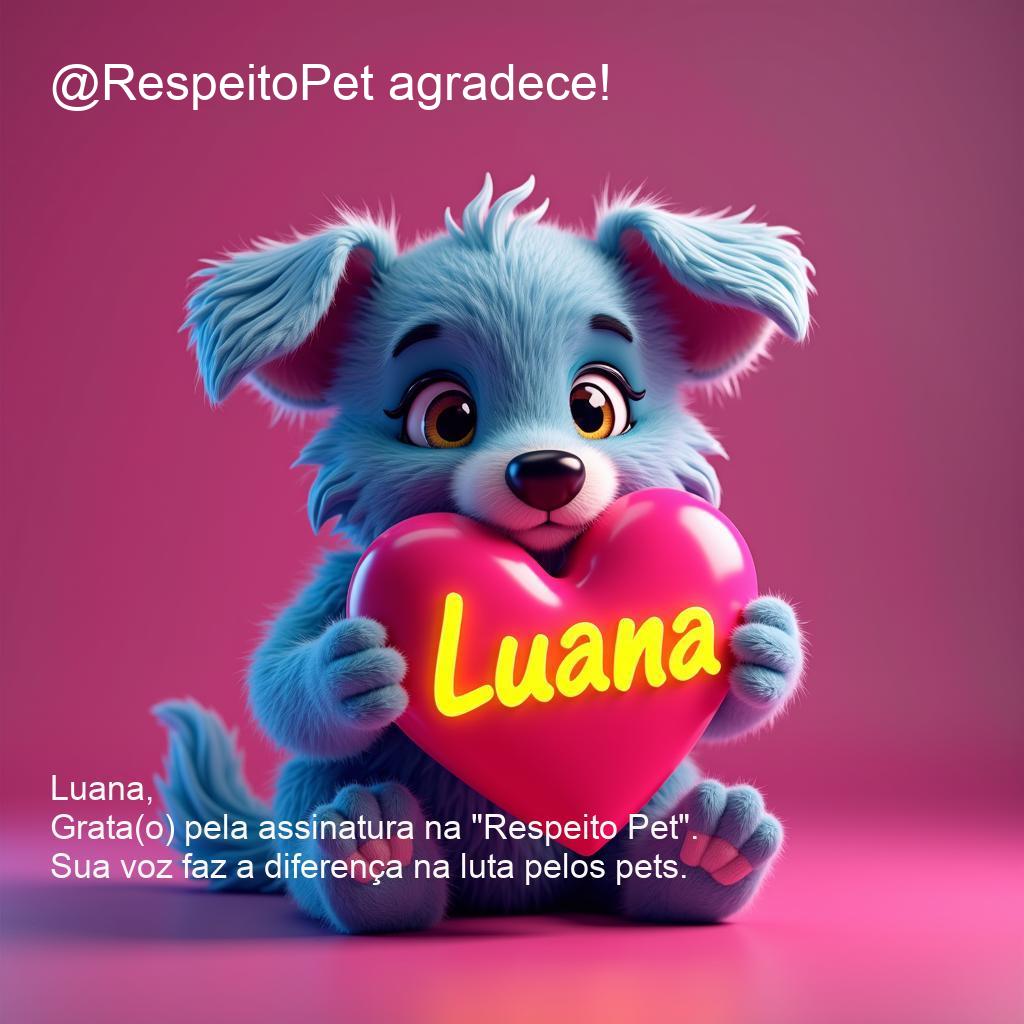 @RespeitoPet agradece!
Luana
Luana,
Grata(o) pela assinatura na "Respeito Pet".
Sua voz faz a diferença na luta pelos pets.